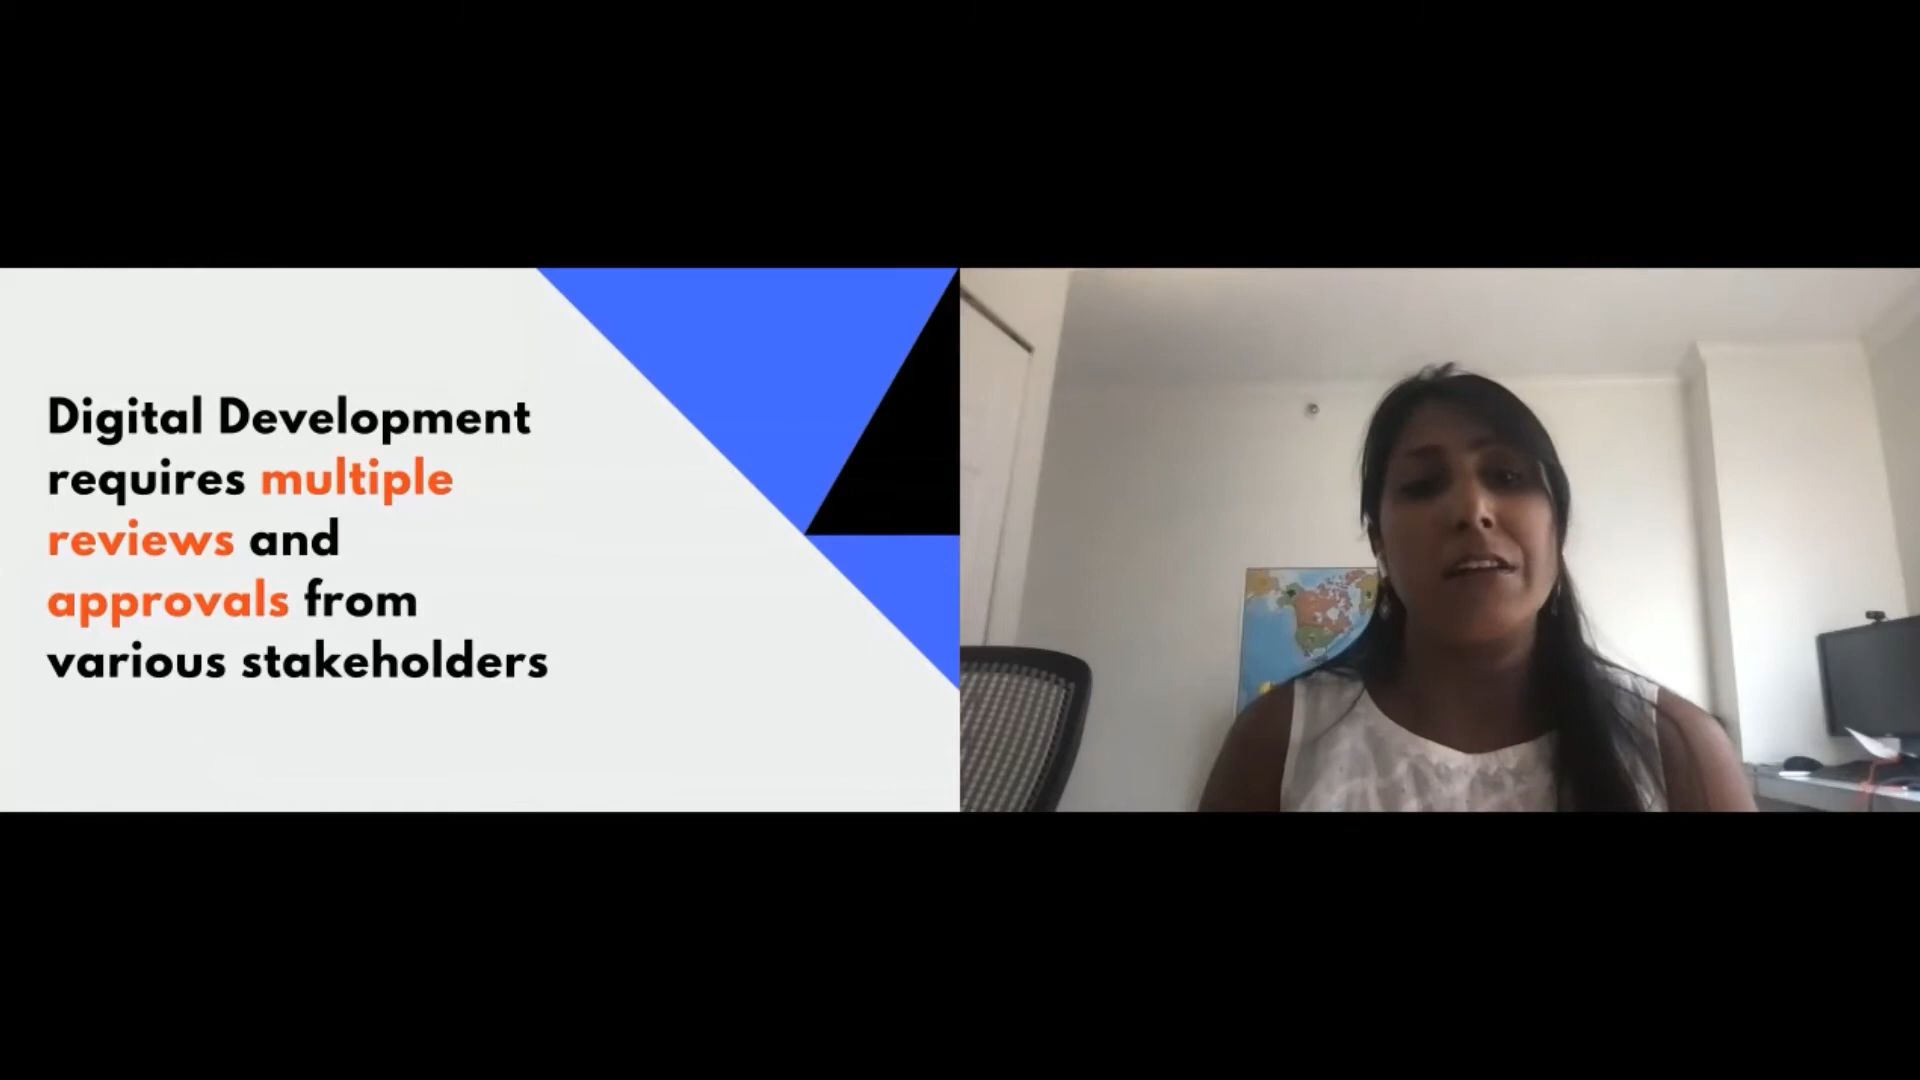 Digital Development
requires multiple
reviews and
approvals from
various stakeholders